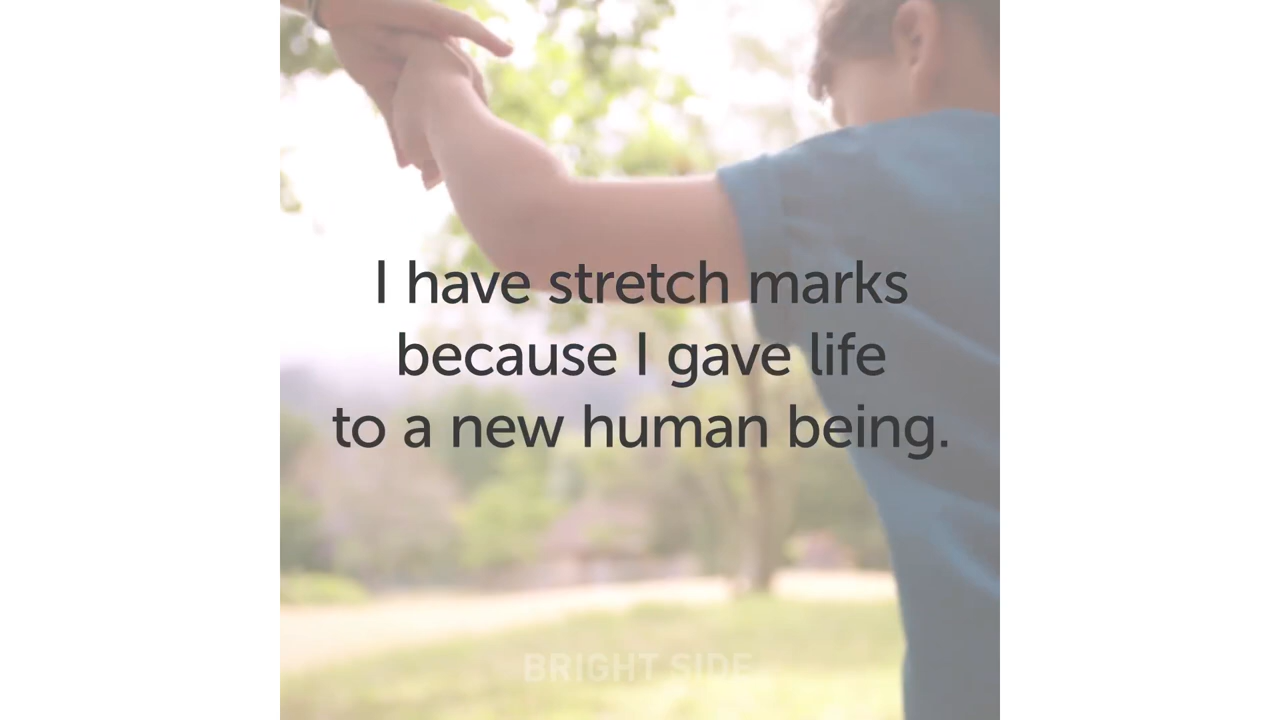 I have stretch marks
because I gave life
to a new human being.
BRIGHT SIDE